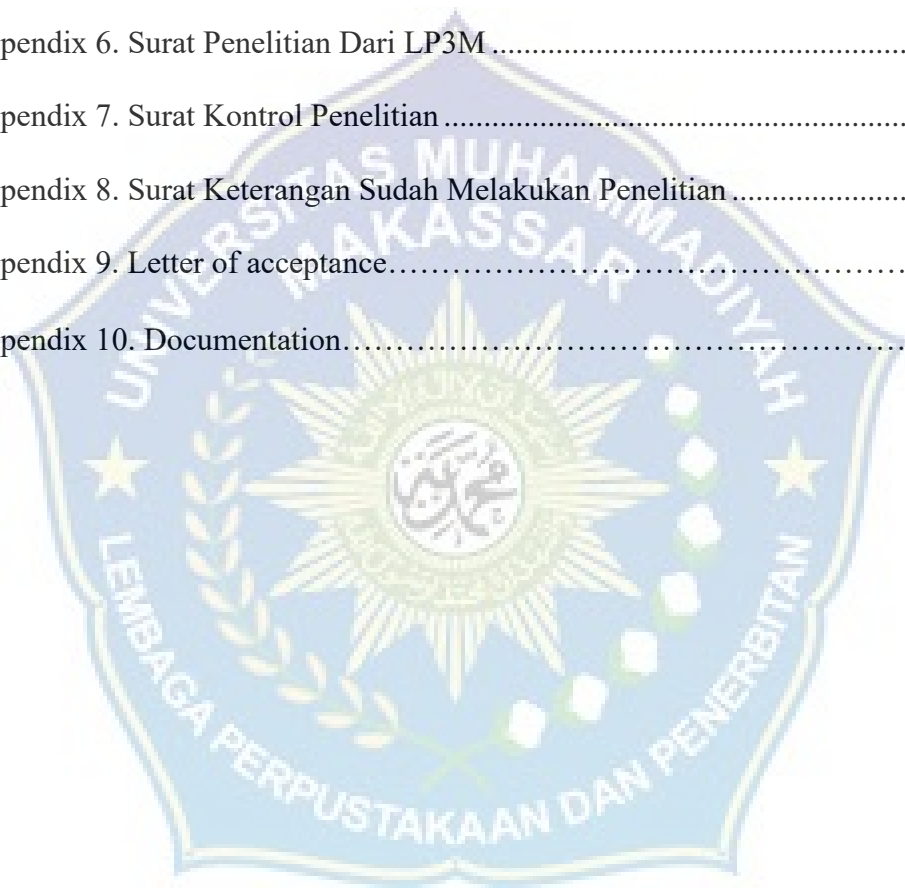 pendix 6. Surat Penelitian Dari LP3M ....................................................
pendix 7. Surat Kontrol Penelitian ..........................................................
pendix 8. Surat Keterangan Sudah Melakukan Penelitian ......................
pendix 9. Letter of acceptance……………………………………………
pendix 10. Documentation…………………………………………………
UNIVERSITAS MUHAMMADIYAH
MAKASSAR
LEMBAGA PERPUSTAKAAN DAN PENERBITAN